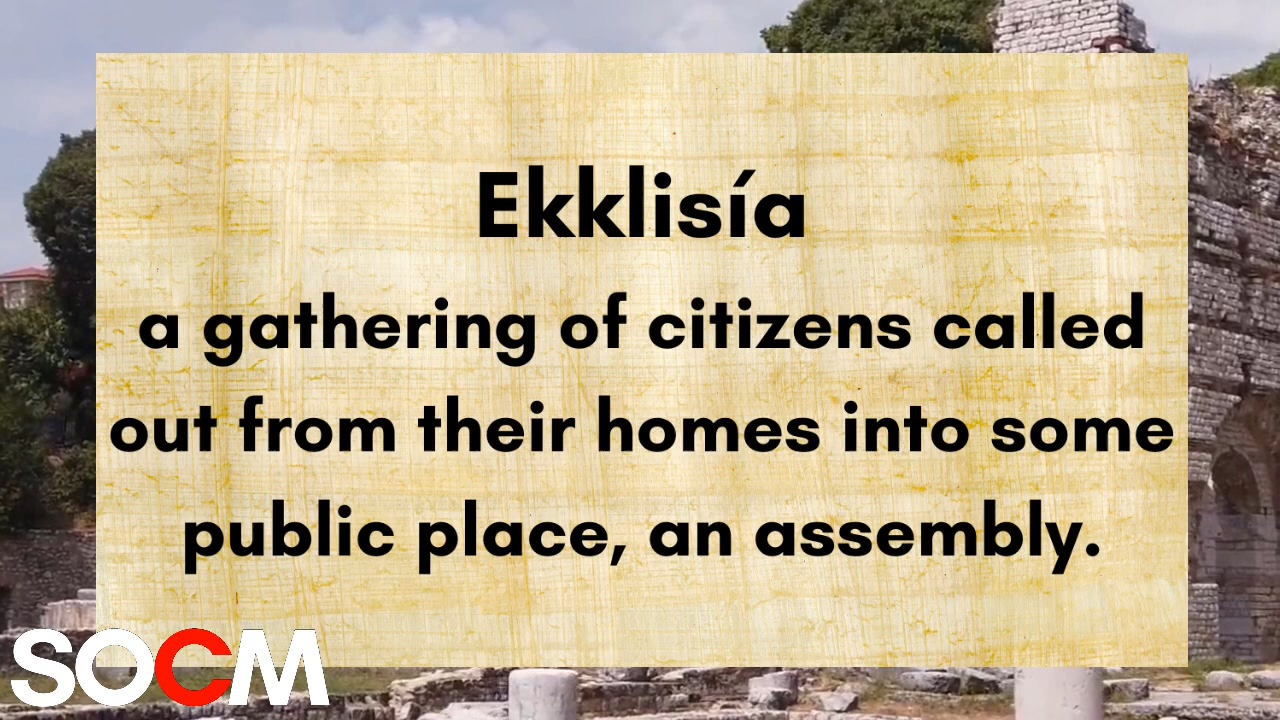 Ekklisía
a gathering of citizens called
out from their homes into some
public place, an assembly.
SOCM